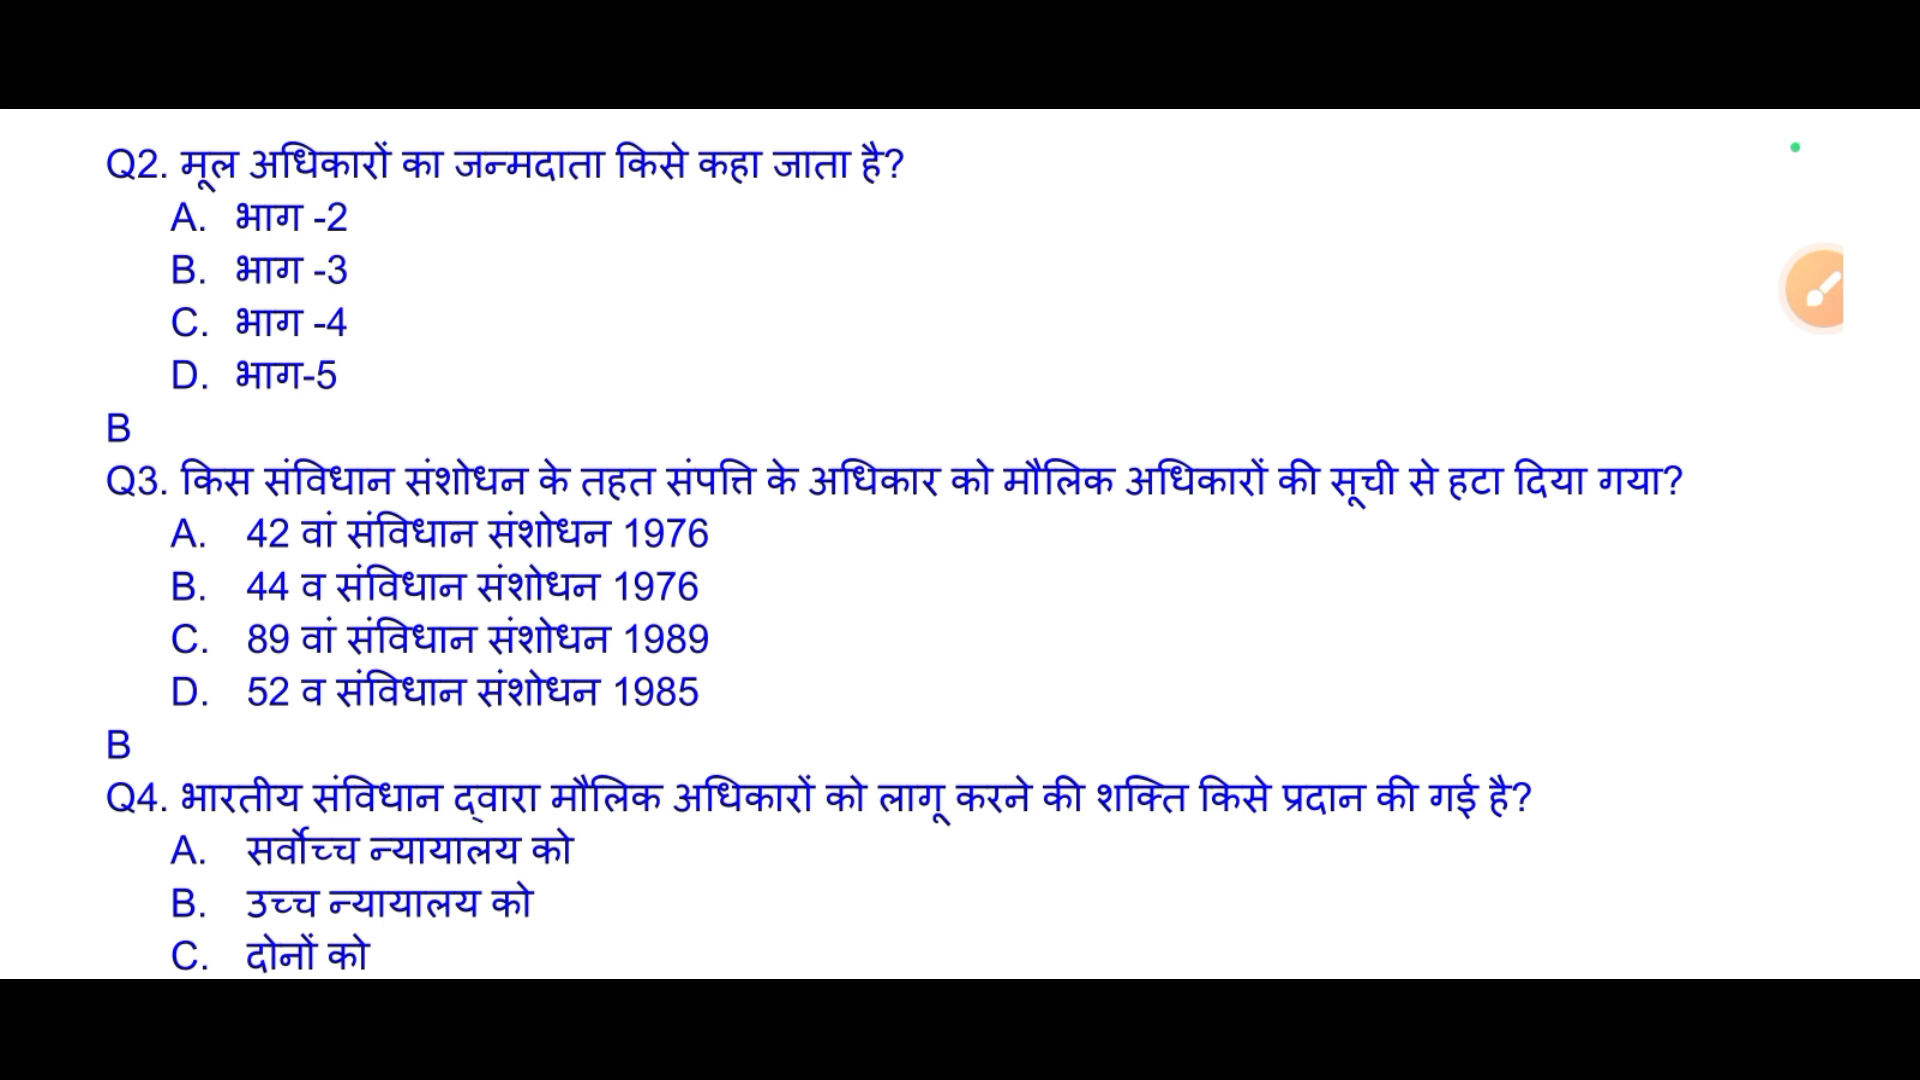 Q2. मूल अधिकारों का जन्मदाता किसे कहा जाता है?
A. भाग -2
B. भाग -3
C. भाग -4
D. भाग-5
B
Q3. किस संविधान संशोधन के तहत संपत्ति के अधिकार को मौलिक अधिकारों की सूची से हटा दिया गया?
A. 42 वां संविधान संशोधन 1976
B. 44 व संविधान संशोधन 1976
C. 89 वां संविधान संशोधन 1989
D. 52 व संविधान संशोधन 1985
B
Q4. भारतीय संविधान द्वारा मौलिक अधिकारों को लागू करने की शक्ति किसे प्रदान की गई है?
A. सर्वोच्च न्यायालय को
B. उच्च न्यायालय को
C. दोनों को